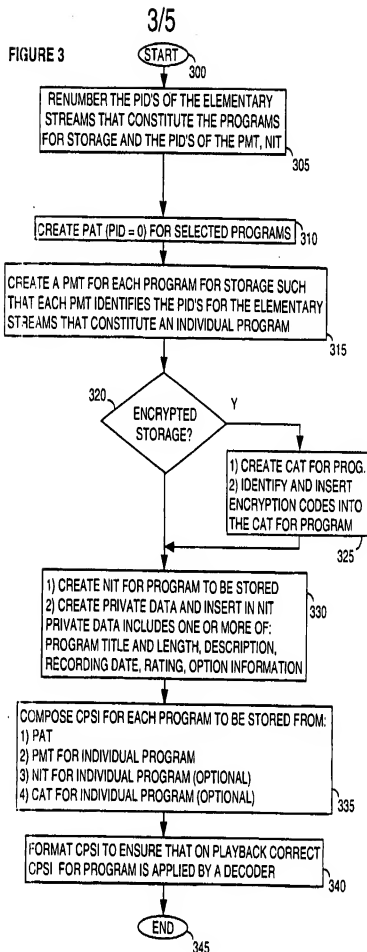 3/5
FIGURE 3
START
300
RENUMBER THE PID'S OF THE ELEMENTARY
STREAMS THAT CONSTITUTE THE PROGRAMS
FOR STORAGE AND THE PID'S OF THE PMT, NIT
305
CREATE PAT (PID = 0) FOR SELECTED PROGRAMS
310
CREATE A PMT FOR EACH PROGRAM FOR STORAGE SUCH
THAT EACH PMT IDENTIFIES THE PID'S FOR THE ELEMENTARY
STREAMS THAT CONSTITUTE AN INDIVIDUAL PROGRAM
315
320
ENCRYPTED
STORAGE?
Y
1) CREATE CAT FOR PROG.
2) IDENTIFY AND INSERT
ENCRYPTION CODES INTO
THE CAT FOR PROGRAM
325
1) CREATE NIT FOR PROGRAM TO BE STORED
2) CREATE PRIVATE DATA AND INSERT IN NIT
PRIVATE DATA INCLUDES ONE OR MORE OF:
PROGRAM TITLE AND LENGTH, DESCRIPTION,
RECORDING DATE, RATING, OPTION INFORMATION
330
COMPOSE CPSI FOR EACH PROGRAM TO BE STORED FROM:
1) PAT
2) PMT FOR INDIVIDUAL PROGRAM
3) NIT FOR INDIVIDUAL PROGRAM (OPTIONAL)
4) CAT FOR INDIVIDUAL PROGRAM (OPTIONAL)
335
FORMAT CPSI TO ENSURE THAT ON PLAYBACK CORRECT
CPSI FOR PROGRAM IS APPLIED BY A DECODER
340
END
345